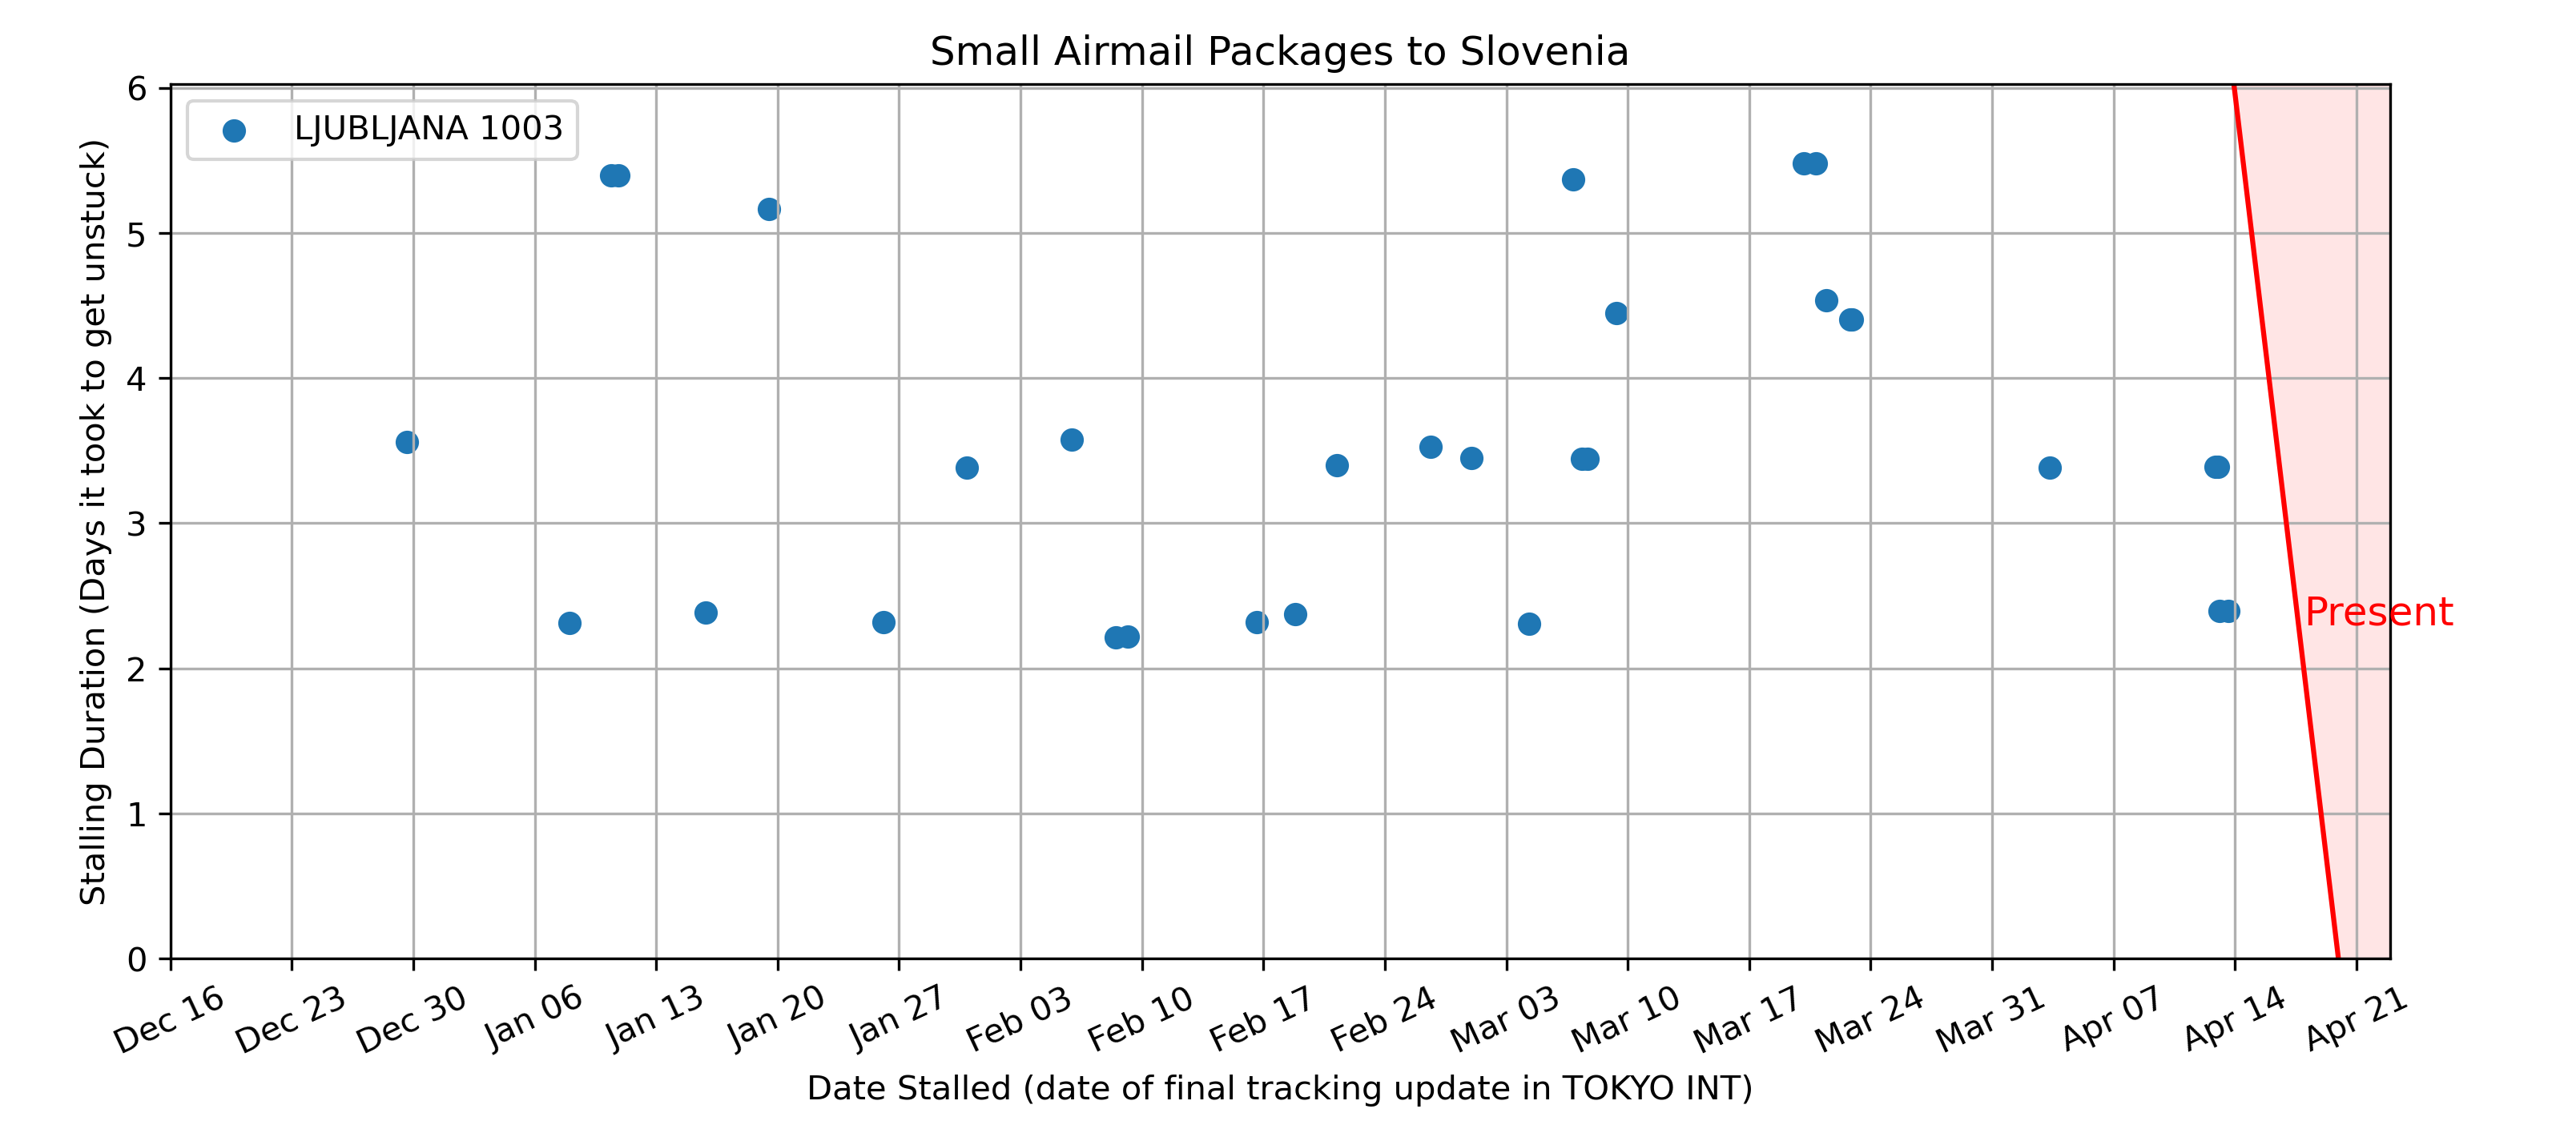 Small Airmail Packages to Slovenia
LJUBLJANA 1003
Stalling Duration (Days it took to get unstuck)
6
5
4
3
2
1
0
Present
Dec 16
Dec 23
Dec 30
Jan 06
Jan 13
Jan 20
Jan 27
Feb 03
Feb 10
Feb 17
Feb 24
Mar 03
Mar 10
Mar 17
Mar 24
Mar 31
Apr 07
Apr 14
Apr 21
Date Stalled (date of final tracking update in TOKYO INT)